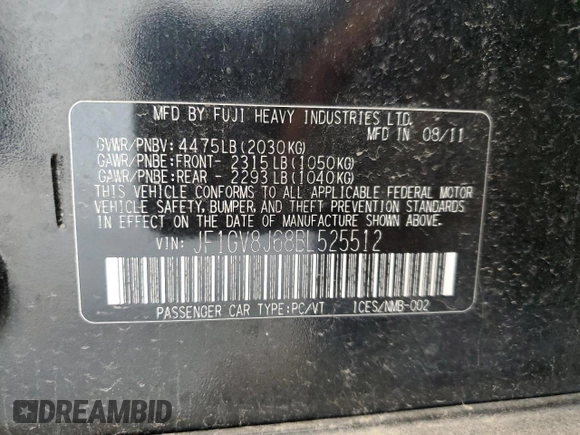 MFD BY FUJI HEAVY INDUSTRIES LTD.
MFD IN 08/11
GVWR/PNBV: 4475LB(2030KG)
GAWR/PNBE:FRONT- 2315LB(1050KG)
GAWR/PNBE:REAR - 2293LB(1040KG)
THIS VEHICLE CONFORMS TO ALL APPLICABLE FEDERAL MOTOR
VEHICLE SAFETY, BUMPER, AND THEFT PREVENTION STANDARDS
IN EFFECT ON THE DATE OF MANUFACTURE SHOWN ABOVE.
VIN: JF1GV8J68BL525512
PASSENGER CAR TYPE:PC/VT ICES/NMB-002
DREAMBID